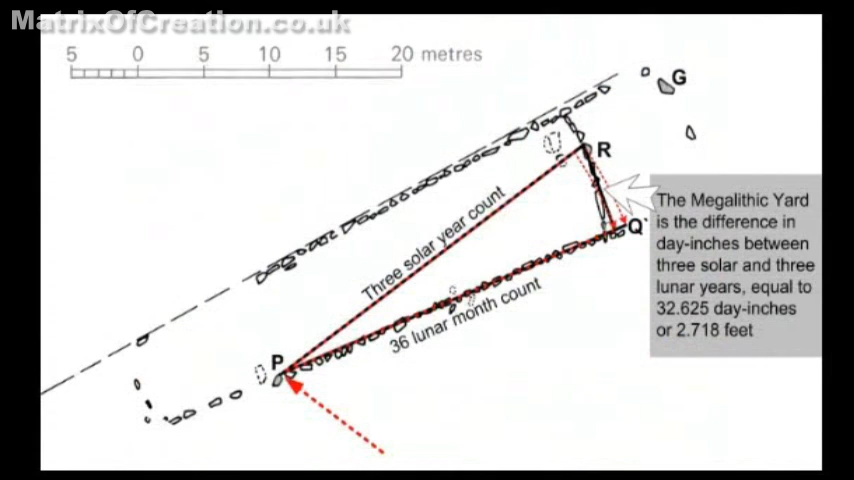 MatrixOfCreation.co.uk
5 0 5 10 15 20 metres
G
R
Three solar year count
The Megalithic Yard
is the difference in
day-inches between
three solar and three
lunar years, equal to
32.625 day-inches
or 2.718 feet
Q'
36 lunar month count
P